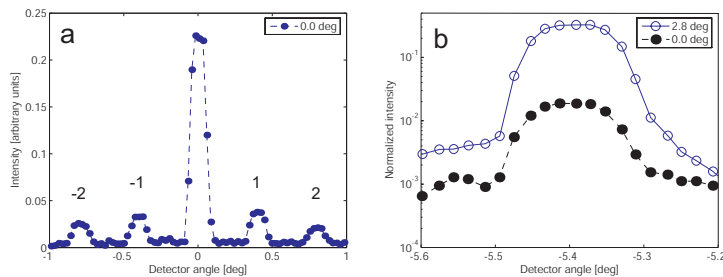 a
0.0 deg
0.25
0.2
0.15
0.1
0.05
0
Intensity [arbitrary units]
-2
-1
1
2
-1
-0.5
0
0.5
1
Detector angle [deg]
b
2.8 deg
0.0 deg
10^-1
10^-2
10^-3
10^-4
Normalized intensity
-5.6
-5.5
-5.4
-5.3
-5.2
Detector angle [deg]